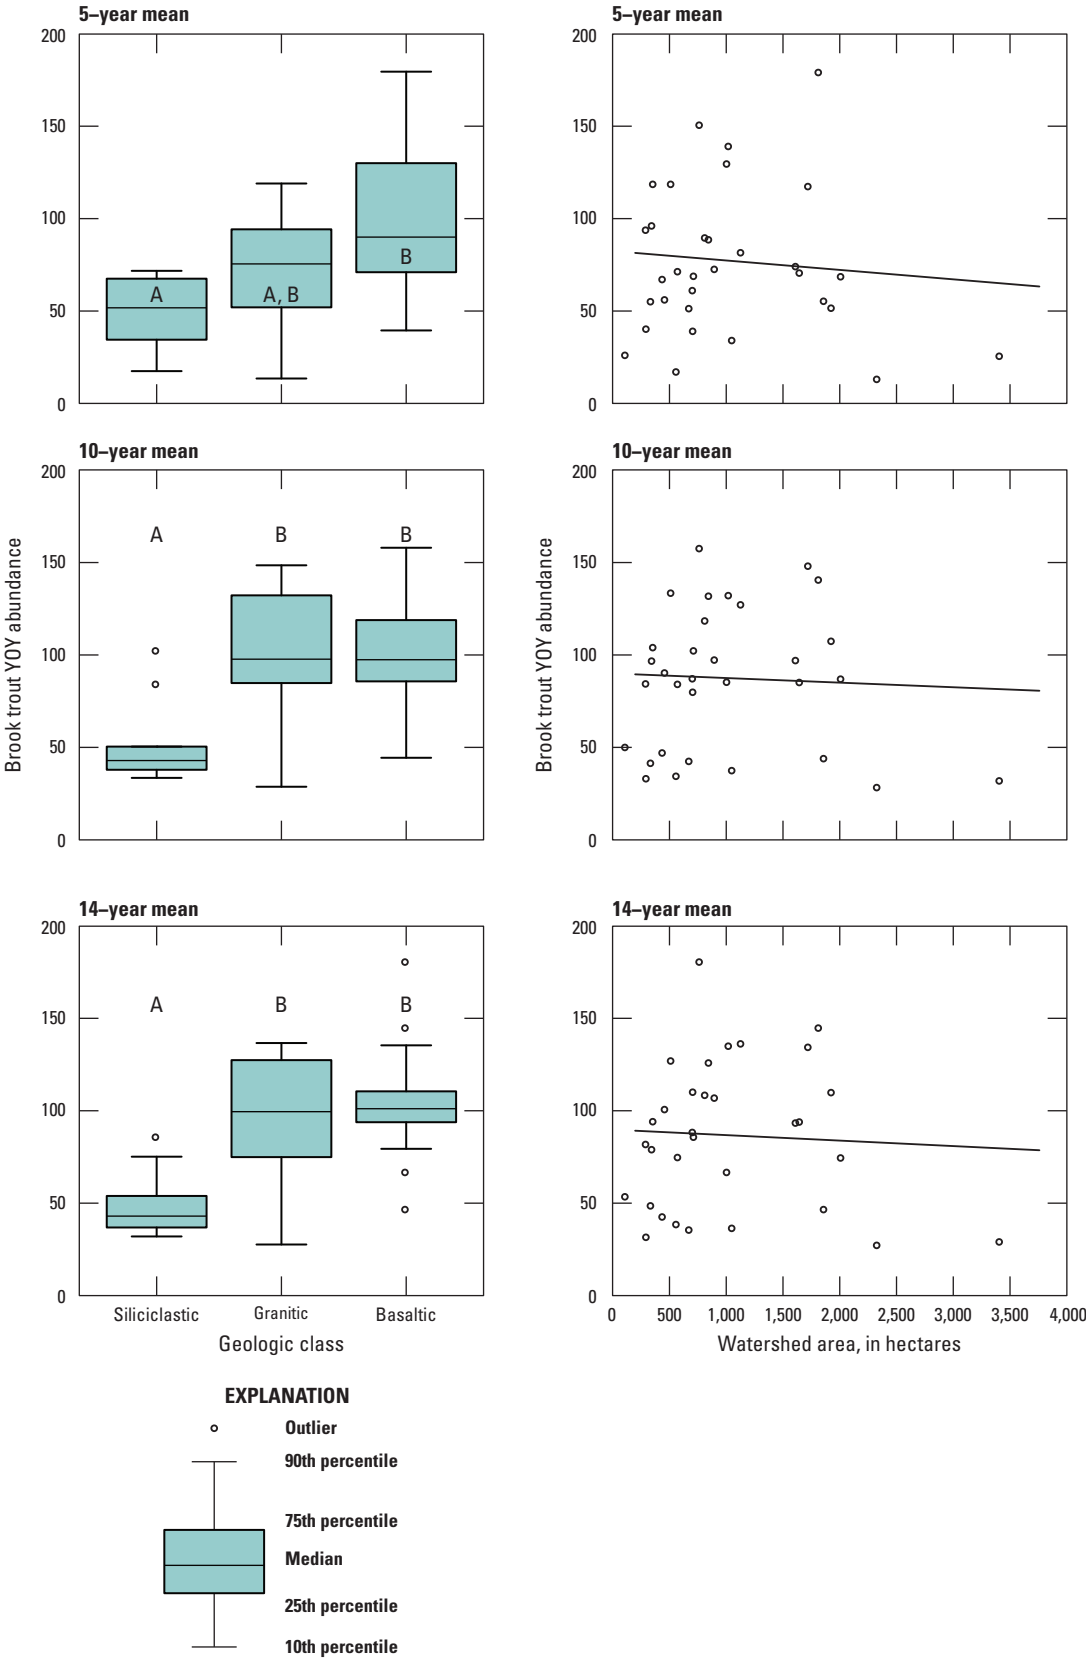 5–year mean
5–year mean
200
150
100
50
0
A
A, B
B
200
150
100
50
0
10–year mean
10–year mean
Brook trout YOY abundance
200
150
100
50
0
A
B
B
Brook trout YOY abundance
200
150
100
50
0
14–year mean
14–year mean
200
150
100
50
0
A
B
B
200
150
100
50
0
Siliciclastic Granitic Basaltic
Geologic class
0 500 1,000 1,500 2,000 2,500 3,000 3,500 4,000
Watershed area, in hectares
EXPLANATION
Outlier
90th percentile
75th percentile
Median
25th percentile
10th percentile